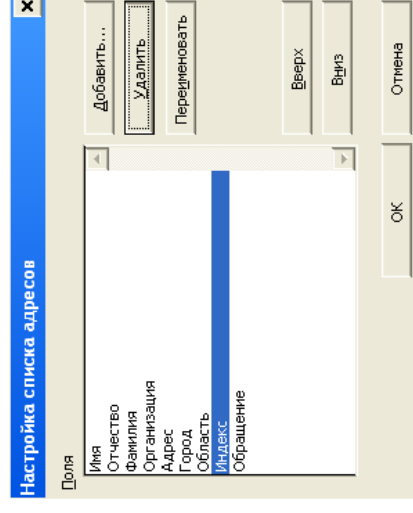 Настройка списка адресов
Поля
Имя
Отчество
Фамилия
Организация
Адрес
Город
Область
Индекс
Обращение
Добавить...
Удалить
Переименовать
Вверх
Вниз
ОК
Отмена